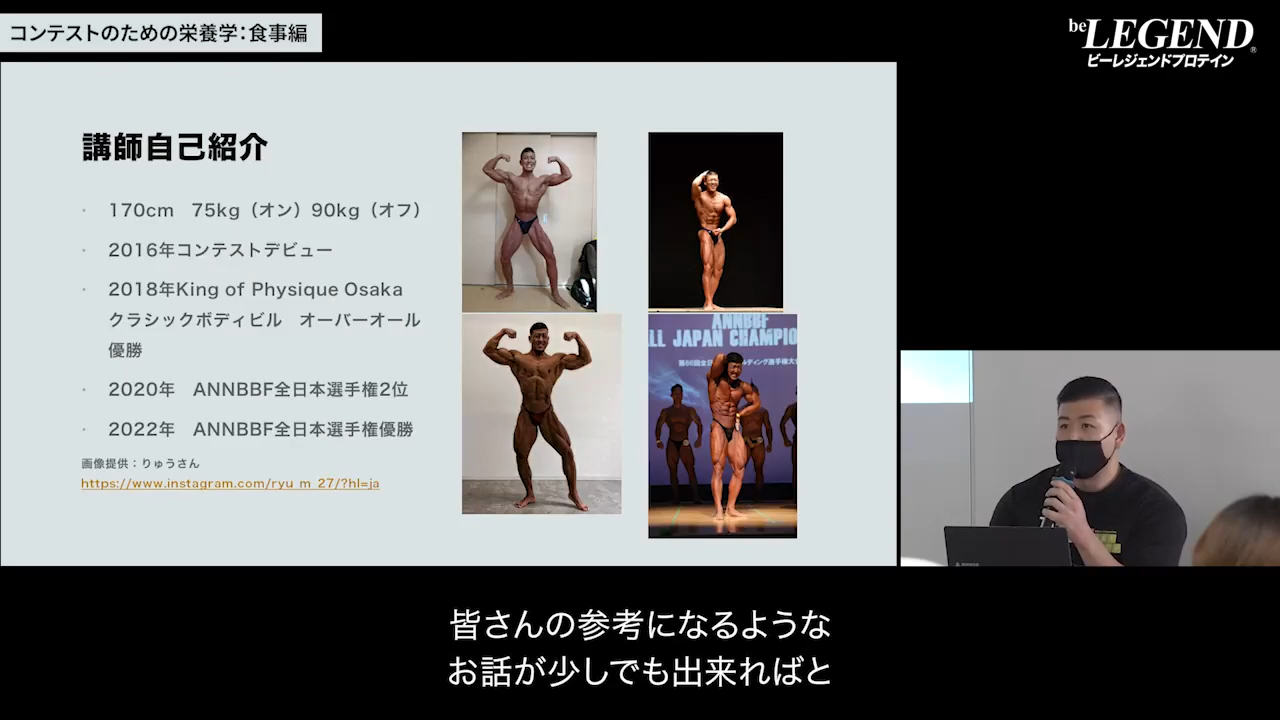 コンテストのための栄養学:食事編
beLEGEND®
ビーレジェンドプロテイン
講師自己紹介
・ 170cm 75kg（オン）90kg（オフ）
・ 2016年コンテストデビュー
・ 2018年King of Physique Osaka
クラシックボディビル オーバーオール
優勝
・ 2020年 ANNBBF全日本選手権2位
・ 2022年 ANNBBF全日本選手権優勝
画像提供：りゅうさん
https://www.instagram.com/ryu_m_27/?hl=ja
ANNBBF
ALL JAPAN CHAMPIO
皆さんの参考になるような
お話が少しでも出来ればと